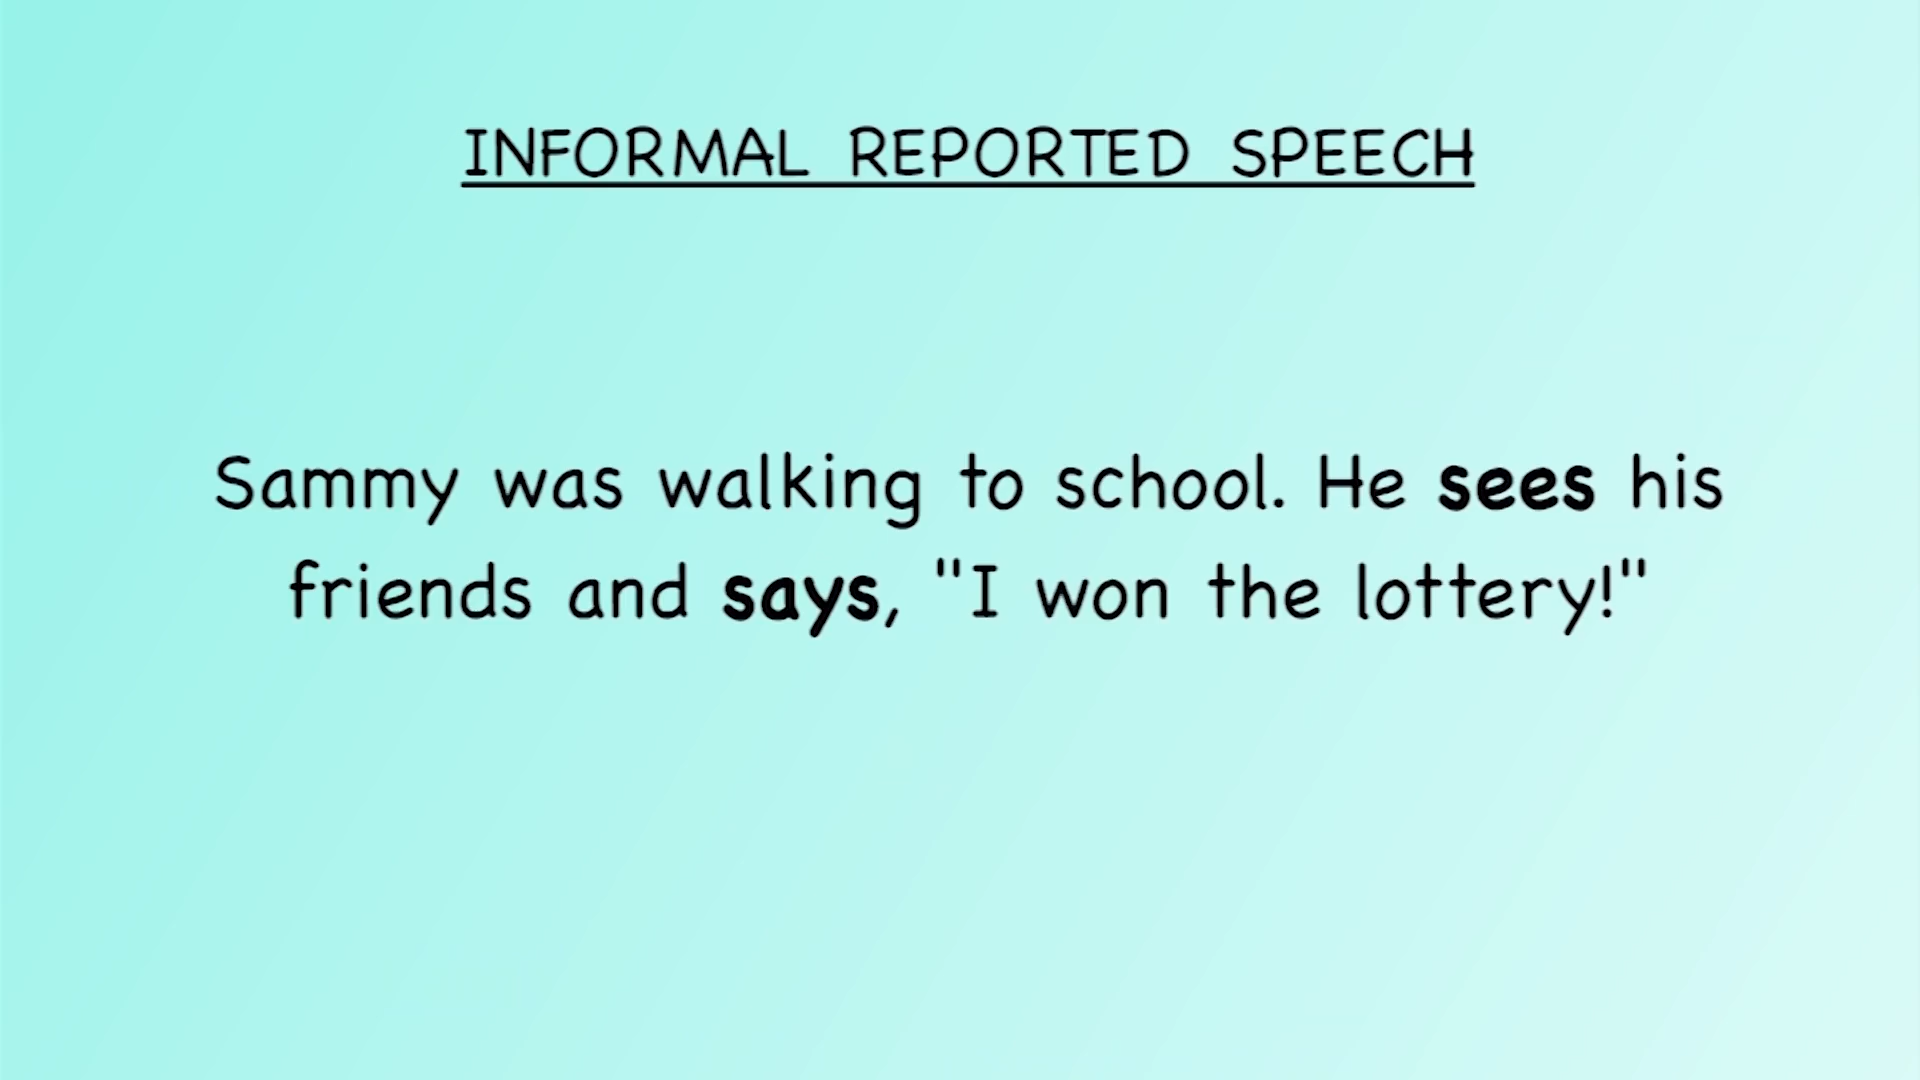 INFORMAL REPORTED SPEECH
Sammy was walking to school. He sees his
friends and says, "I won the lottery!"